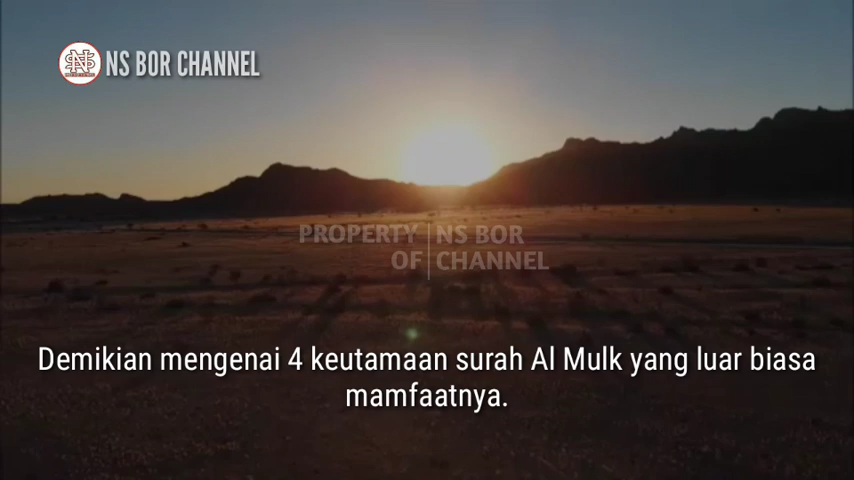 NS BOR CHANNEL
PROPERTY OF
NS BOR CHANNEL
Demikian mengenai 4 keutamaan surah Al Mulk yang luar biasa
mamfaatnya.